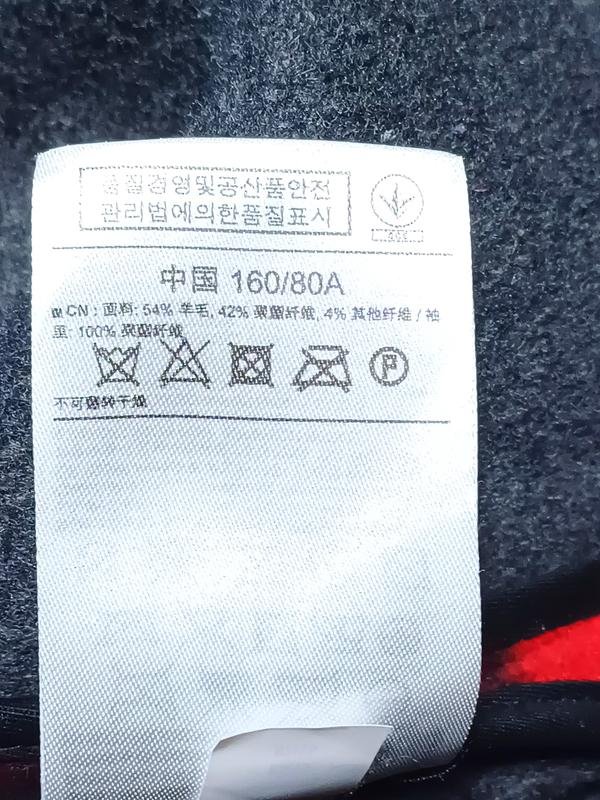 품질경영및공산품안전
관리법에의한품질표시
中国 160/80A
CN : 面料: 54% 羊毛, 42% 聚酯纤维, 4% 其他纤维 / 袖
里: 100% 聚酯纤维
P
不可翻转干燥